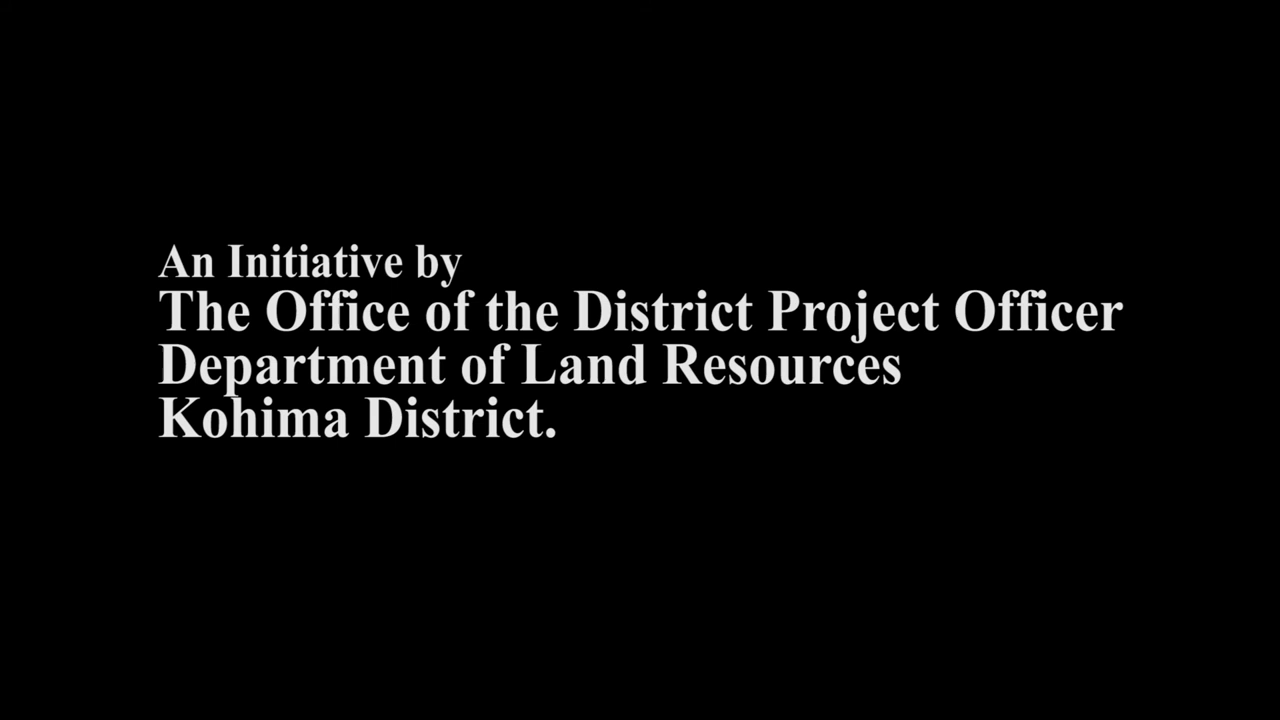 An Initiative by
The Office of the District Project Officer
Department of Land Resources
Kohima District.